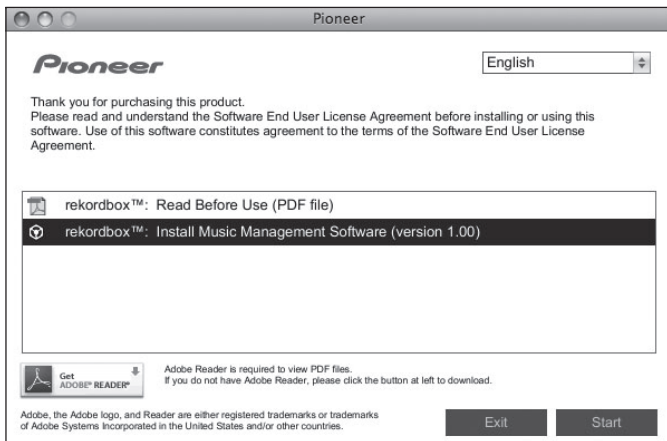 Pioneer
Pioneer
English
Thank you for purchasing this product.
Please read and understand the Software End User License Agreement before installing or using this
software. Use of this software constitutes agreement to the terms of the Software End User License
Agreement.
rekordbox™: Read Before Use (PDF file)
rekordbox™: Install Music Management Software (version 1.00)
Get
ADOBE® READER®
Adobe Reader is required to view PDF files.
If you do not have Adobe Reader, please click the button at left to download.
Adobe, the Adobe logo, and Reader are either registered trademarks or trademarks
of Adobe Systems Incorporated in the United States and/or other countries.
Exit
Start